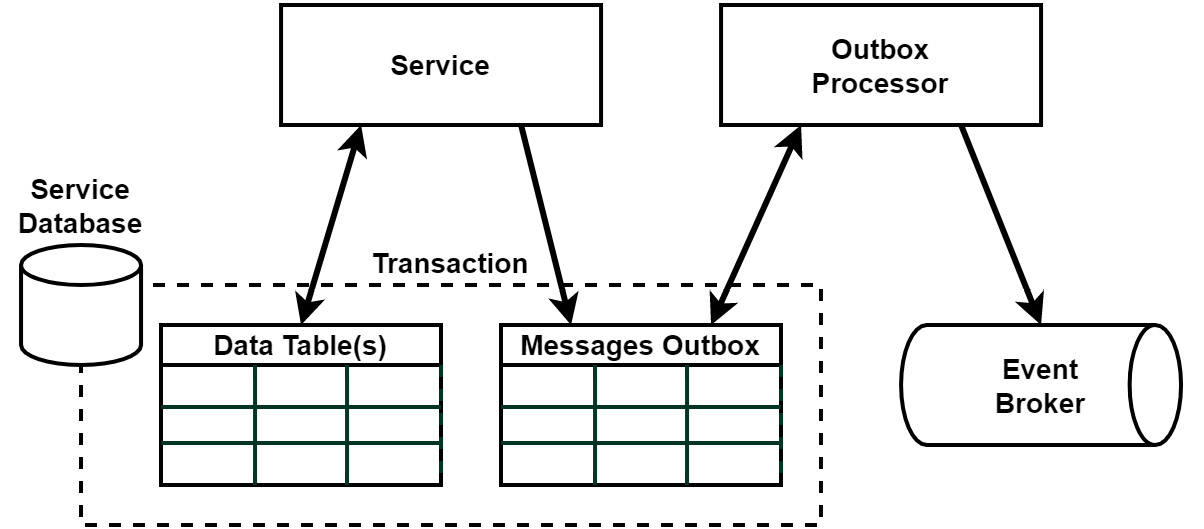 Service
Outbox
Processor
Service
Database
Transaction
Data Table(s)
Messages Outbox
Event
Broker